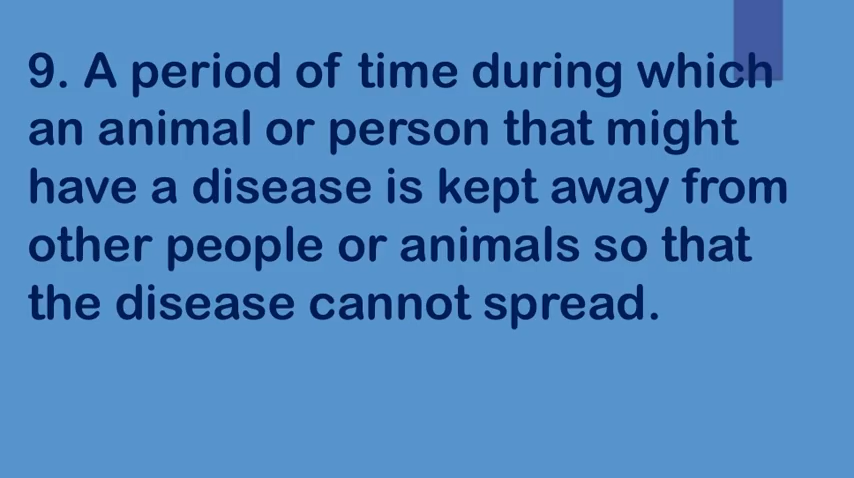 9. A period of time during which
an animal or person that might
have a disease is kept away from
other people or animals so that
the disease cannot spread.